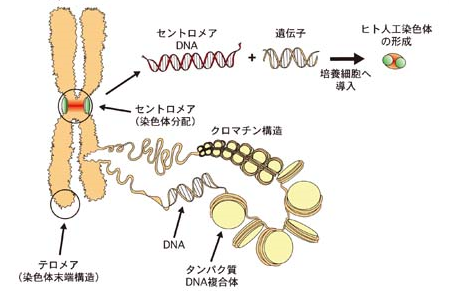 セントロメア
DNA
+
遺伝子
ヒト人工染色体
の形成
培養細胞へ
導入
セントロメア
(染色体分配)
クロマチン構造
DNA
タンパク質
DNA複合体
テロメア
(染色体末端構造)